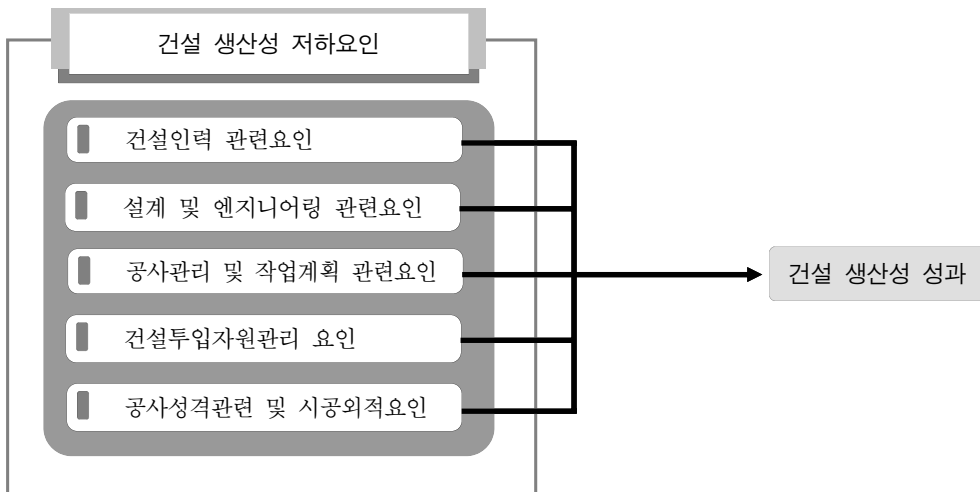 건설 생산성 저하요인
건설인력 관련요인
설계 및 엔지니어링 관련요인
공사관리 및 작업계획 관련요인
건설투입자원관리 요인
공사성격관련 및 시공외적요인
건설 생산성 성과